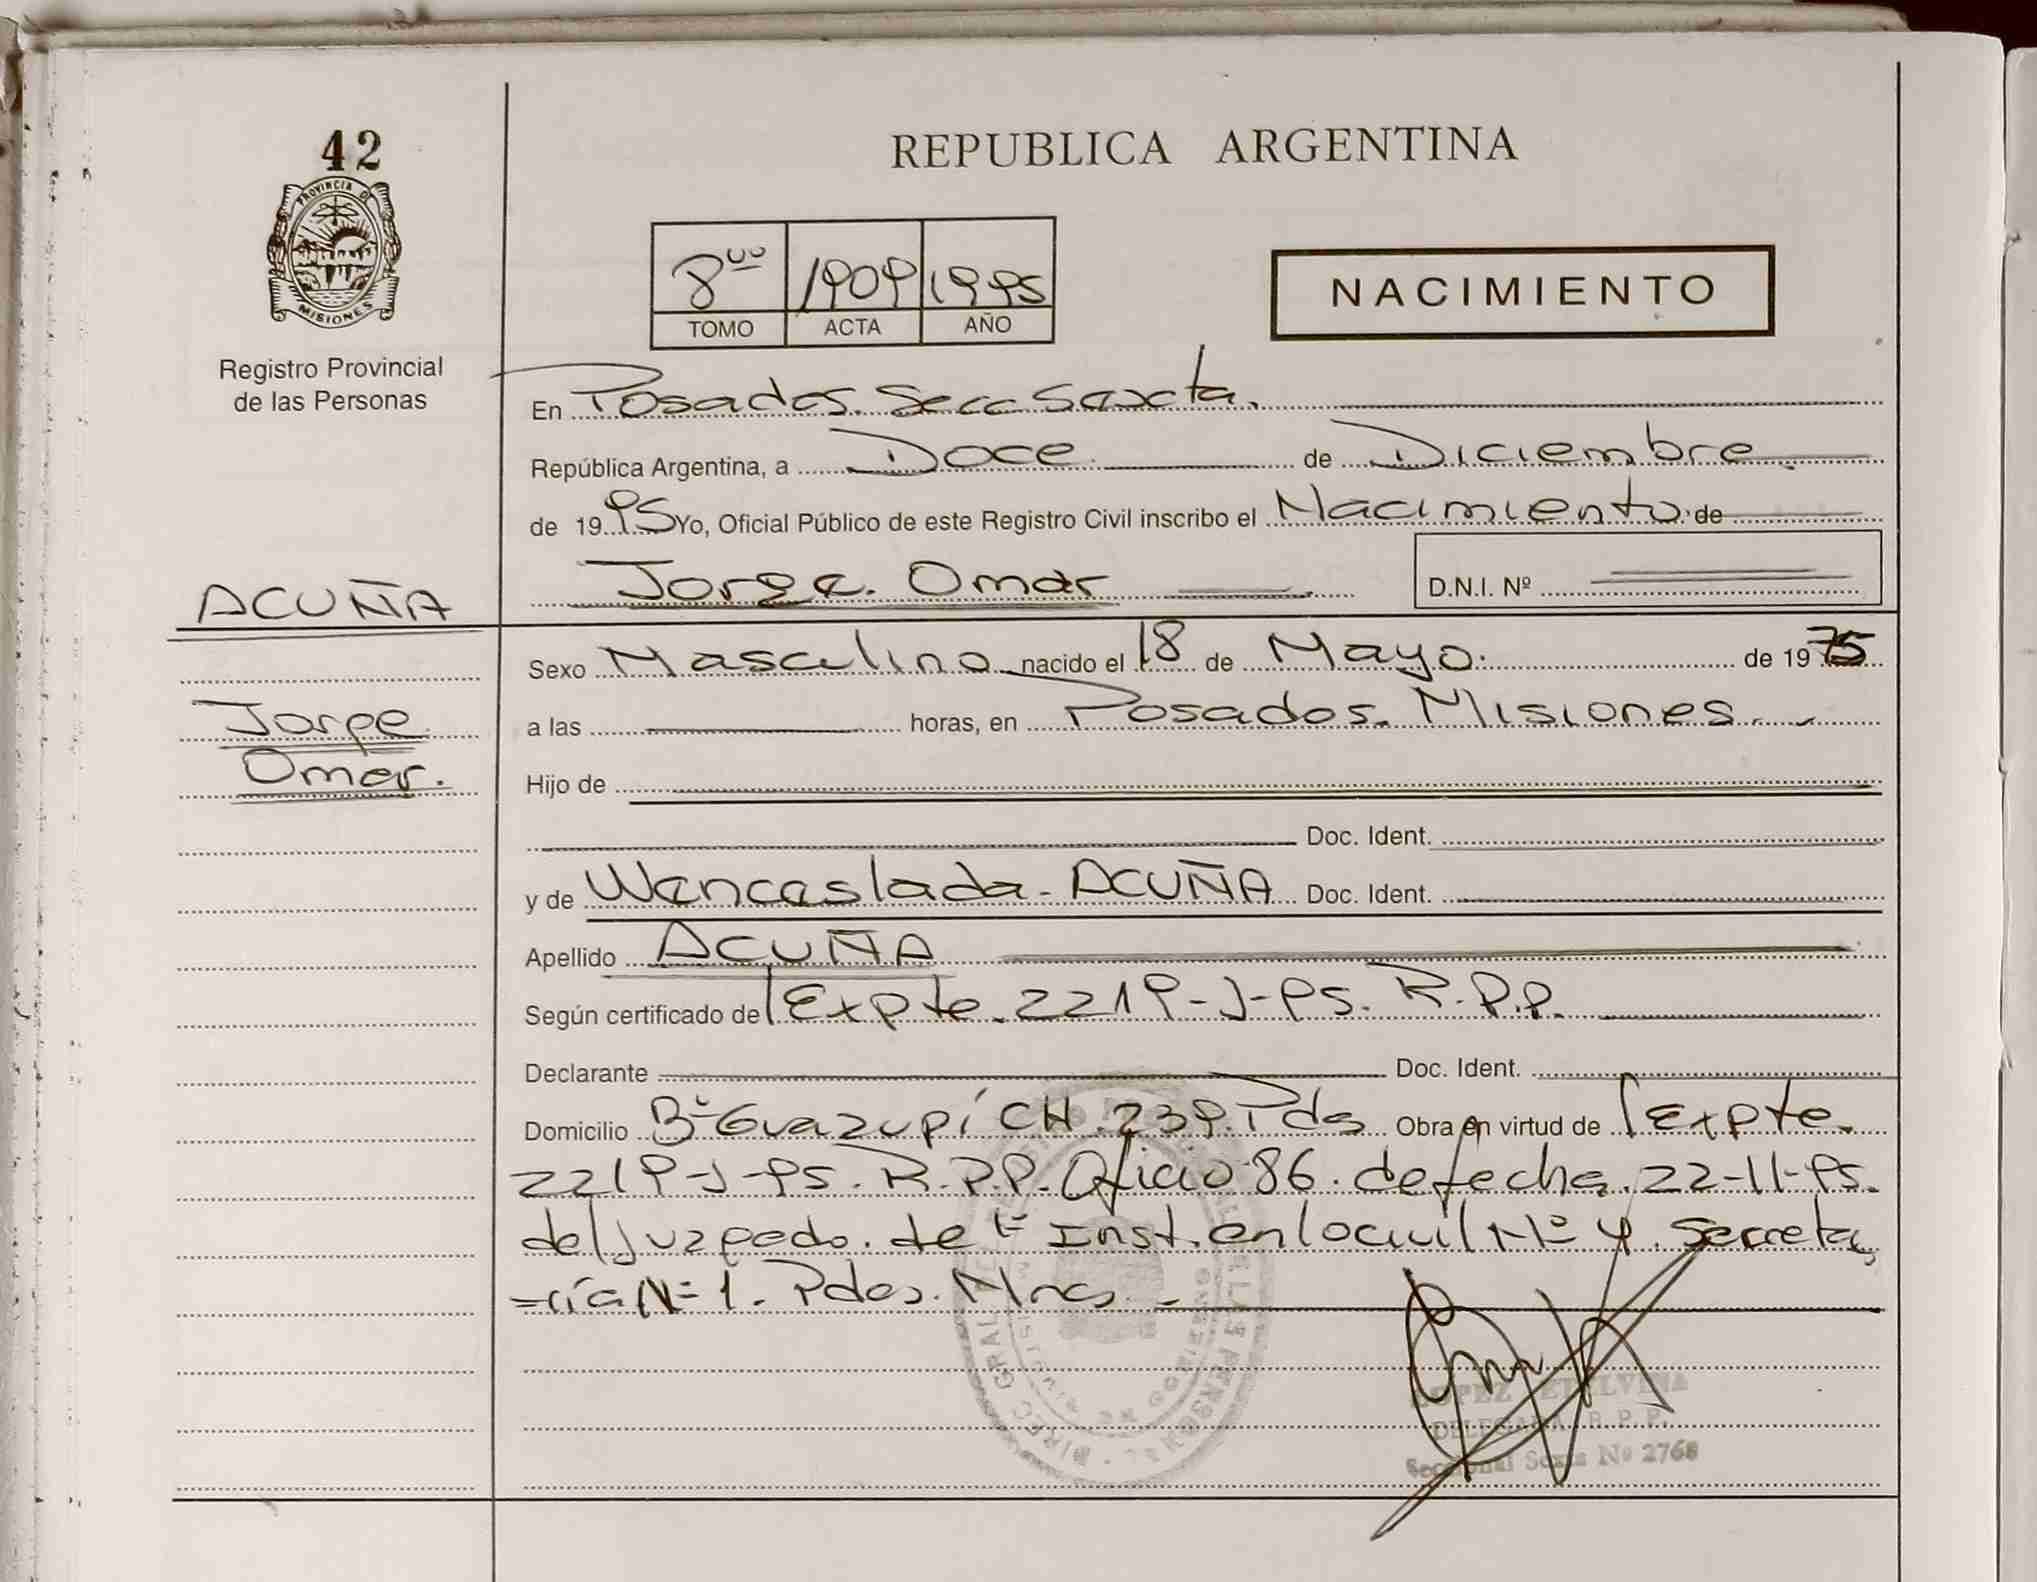 42
PROVINCIA DE
MISIONES
Registro Provincial
de las Personas
REPUBLICA ARGENTINA
8vo 1909 1995
TOMO ACTA AÑO
NACIMIENTO
En Posadas. Secc Sexta.
República Argentina, a Doce de Diciembre.
de 1995 Yo, Oficial Público de este Registro Civil inscribo el Nacimiento de
Jorge. Omar
D.N.I. Nº
ACUÑA
Jorge
Omar.
Sexo Masculino nacido el 18 de Mayo. de 1975
a las horas, en Posadas. Misiones.
Hijo de
Doc. Ident.
y de Wenceslada - ACUÑA Doc. Ident.
Apellido ACUÑA
Según certificado de Expte. 2219-J-95. R.P.P.
Declarante Doc. Ident.
Domicilio Bº Guazupí CH. 239. Pdas Obra en virtud de Expte.
2219-J-95. R.P.P. Oficio 86. de fecha. 22-11-95.
del Juzgado. de 1º Inst. en lo civil Nº 4. Secreta
=ría Nº 1. Pdas. Mnes. -
LOPEZ ETELVINA
DELEGADA R.P.P.
Seccional Sexta Nº 2768